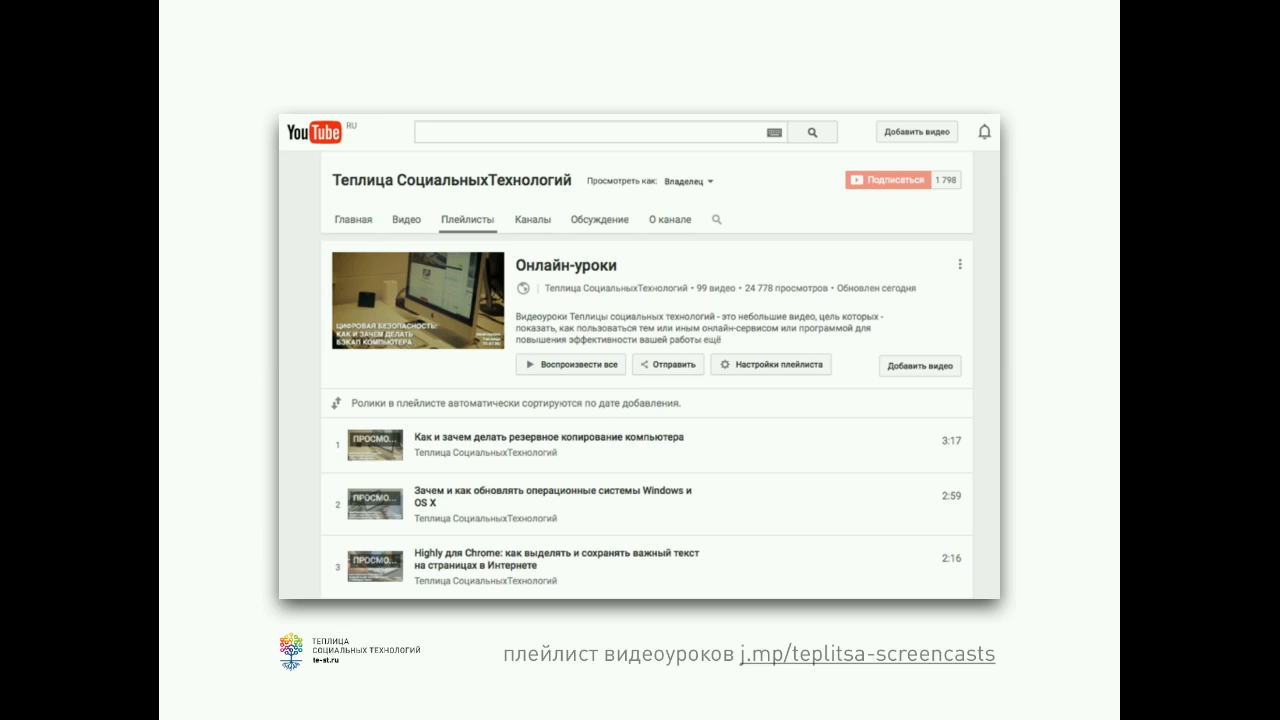 YouTube RU
Добавить видео
Теплица СоциальныхТехнологий Просмотреть как: Владелец
Подписаться 1 798
Главная Видео Плейлисты Каналы Обсуждение О канале
ЦИФРОВАЯ БЕЗОПАСНОСТЬ:
КАК И ЗАЧЕМ ДЕЛАТЬ
БЭКАП КОМПЬЮТЕРА
Онлайн-уроки
Теплица СоциальныхТехнологий • 99 видео • 24 778 просмотров • Обновлен сегодня
Видеоуроки Теплицы социальных технологий - это небольшие видео, цель которых -
показать, как пользоваться тем или иным онлайн-сервисом или программой для
повышения эффективности вашей работы ещё
Воспроизвести все Отправить Настройки плейлиста Добавить видео
Ролики в плейлисте автоматически сортируются по дате добавления.
1 ПРОСМО... Как и зачем делать резервное копирование компьютера 3:17
Теплица СоциальныхТехнологий
2 ПРОСМО... Зачем и как обновлять операционные системы Windows и 2:59
OS X
Теплица СоциальныхТехнологий
3 ПРОСМО... Highly для Chrome: как выделять и сохранять важный текст 2:16
на страницах в Интернете
Теплица СоциальныхТехнологий
ТЕПЛИЦА
СОЦИАЛЬНЫХ ТЕХНОЛОГИЙ
te-st.ru
плейлист видеоуроков j.mp/teplitsa-screencasts